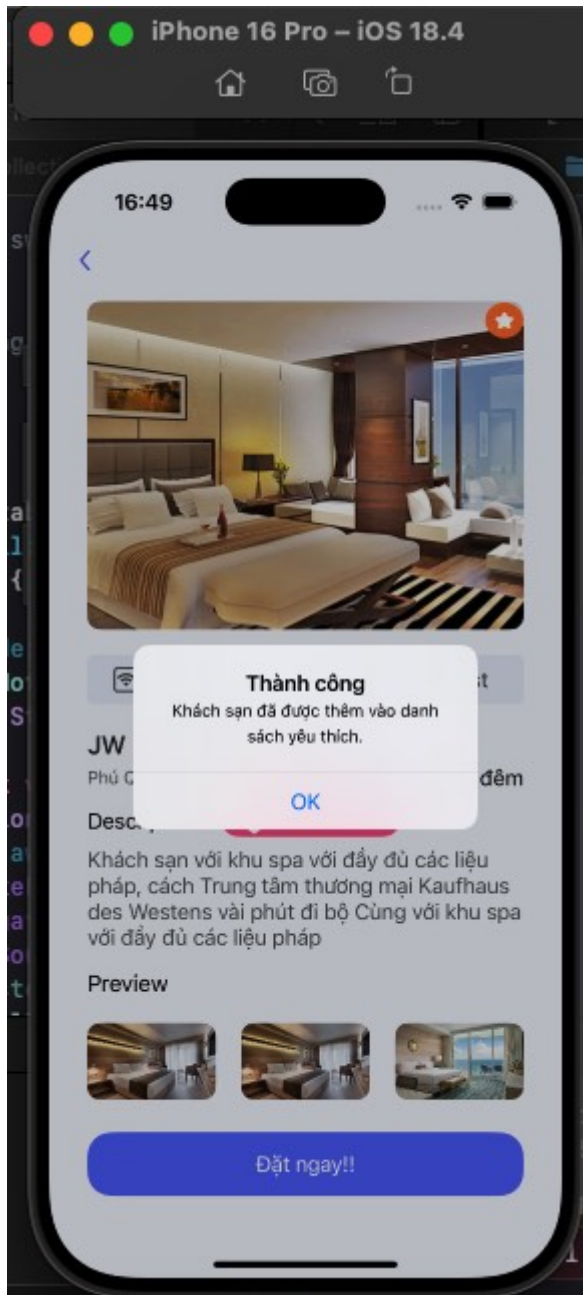 iPhone 16 Pro – iOS 18.4
16:49
Thành công
Khách sạn đã được thêm vào danh
sách yêu thích.
OK
JW
đêm
Khách sạn với khu spa với đẩy đủ các liệu
pháp, cách Trung tâm thương mại Kaufhaus
des Westens vài phút đi bộ Cùng với khu spa
với đẩy đủ các liệu pháp
Preview
Đặt ngay!!